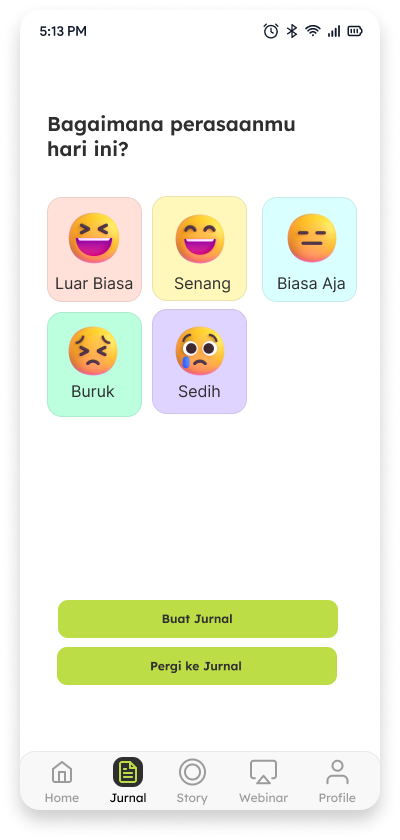 5:13 PM
Bagaimana perasaanmu
hari ini?
Luar Biasa
Senang
Biasa Aja
Buruk
Sedih
Buat Jurnal
Pergi ke Jurnal
Home
Jurnal
Story
Webinar
Profile